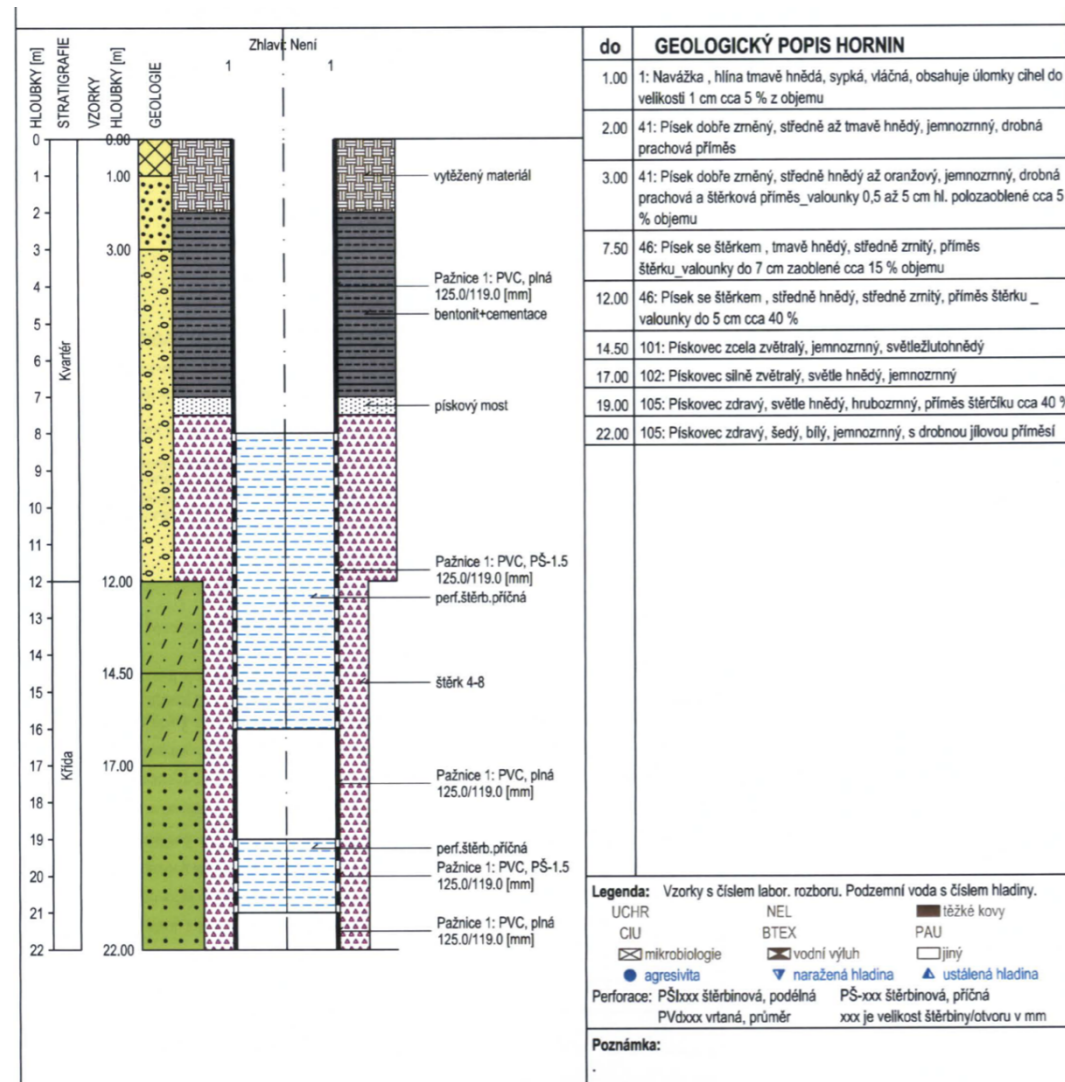 Zhlaví: Není
HLOUBKY [m]
STRATIGRAFIE
VZORKY
HLOUBKY [m]
GEOLOGIE
1 1
0 0.00
1 1.00
2
3 3.00
4
5
6
7
8
9
10
11
12 12.00
13
14
14.50
15
16
17 17.00
18
19
20
21
22 22.00
Kvartér
Křída
vytěžený materiál
Pažnice 1: PVC, plná
125.0/119.0 [mm]
bentonit+cementace
pískový most
Pažnice 1: PVC, PŠ-1.5
125.0/119.0 [mm]
perf.štěrb.příčná
štěrk 4-8
Pažnice 1: PVC, plná
125.0/119.0 [mm]
perf.štěrb.příčná
Pažnice 1: PVC, PŠ-1.5
125.0/119.0 [mm]
Pažnice 1: PVC, plná
125.0/119.0 [mm]
do GEOLOGICKÝ POPIS HORNIN
1.00 1: Navážka , hlína tmavě hnědá, sypká, vláčná, obsahuje úlomky cihel do
velikosti 1 cm cca 5 % z objemu
2.00 41: Písek dobře zrněný, středně až tmavě hnědý, jemnozrnný, drobná
prachová příměs
3.00 41: Písek dobře zrněný, středně hnědý až oranžový, jemnozrnný, drobná
prachová a štěrková příměs_valounky 0,5 až 5 cm hl. polozaoblené cca 5
% objemu
7.50 46: Písek se štěrkem , tmavě hnědý, středně zrnitý, příměs
štěrku_valounky do 7 cm zaoblené cca 15 % objemu
12.00 46: Písek se štěrkem , středně hnědý, středně zrnitý, příměs štěrku _
valounky do 5 cm cca 40 %
14.50 101: Pískovec zcela zvětralý, jemnozrnný, světležlutohnědý
17.00 102: Pískovec silně zvětralý, světle hnědý, jemnozrnný
19.00 105: Pískovec zdravý, světle hnědý, hrubozrnný, příměs štěrčíku cca 40 %
22.00 105: Pískovec zdravý, šedý, bílý, jemnozrnný, s drobnou jílovou příměsí
Legenda: Vzorky s číslem labor. rozboru. Podzemní voda s číslem hladiny.
UCHR NEL těžké kovy
CIU BTEX PAU
mikrobiologie vodní výluh jiný
agresivita naražená hladina ustálená hladina
Perforace: PŠlxxx štěrbinová, podélná PŠ-xxx štěrbinová, příčná
PVdxxx vrtaná, průměr xxx je velikost štěrbiny/otvoru v mm
Poznámka:
.